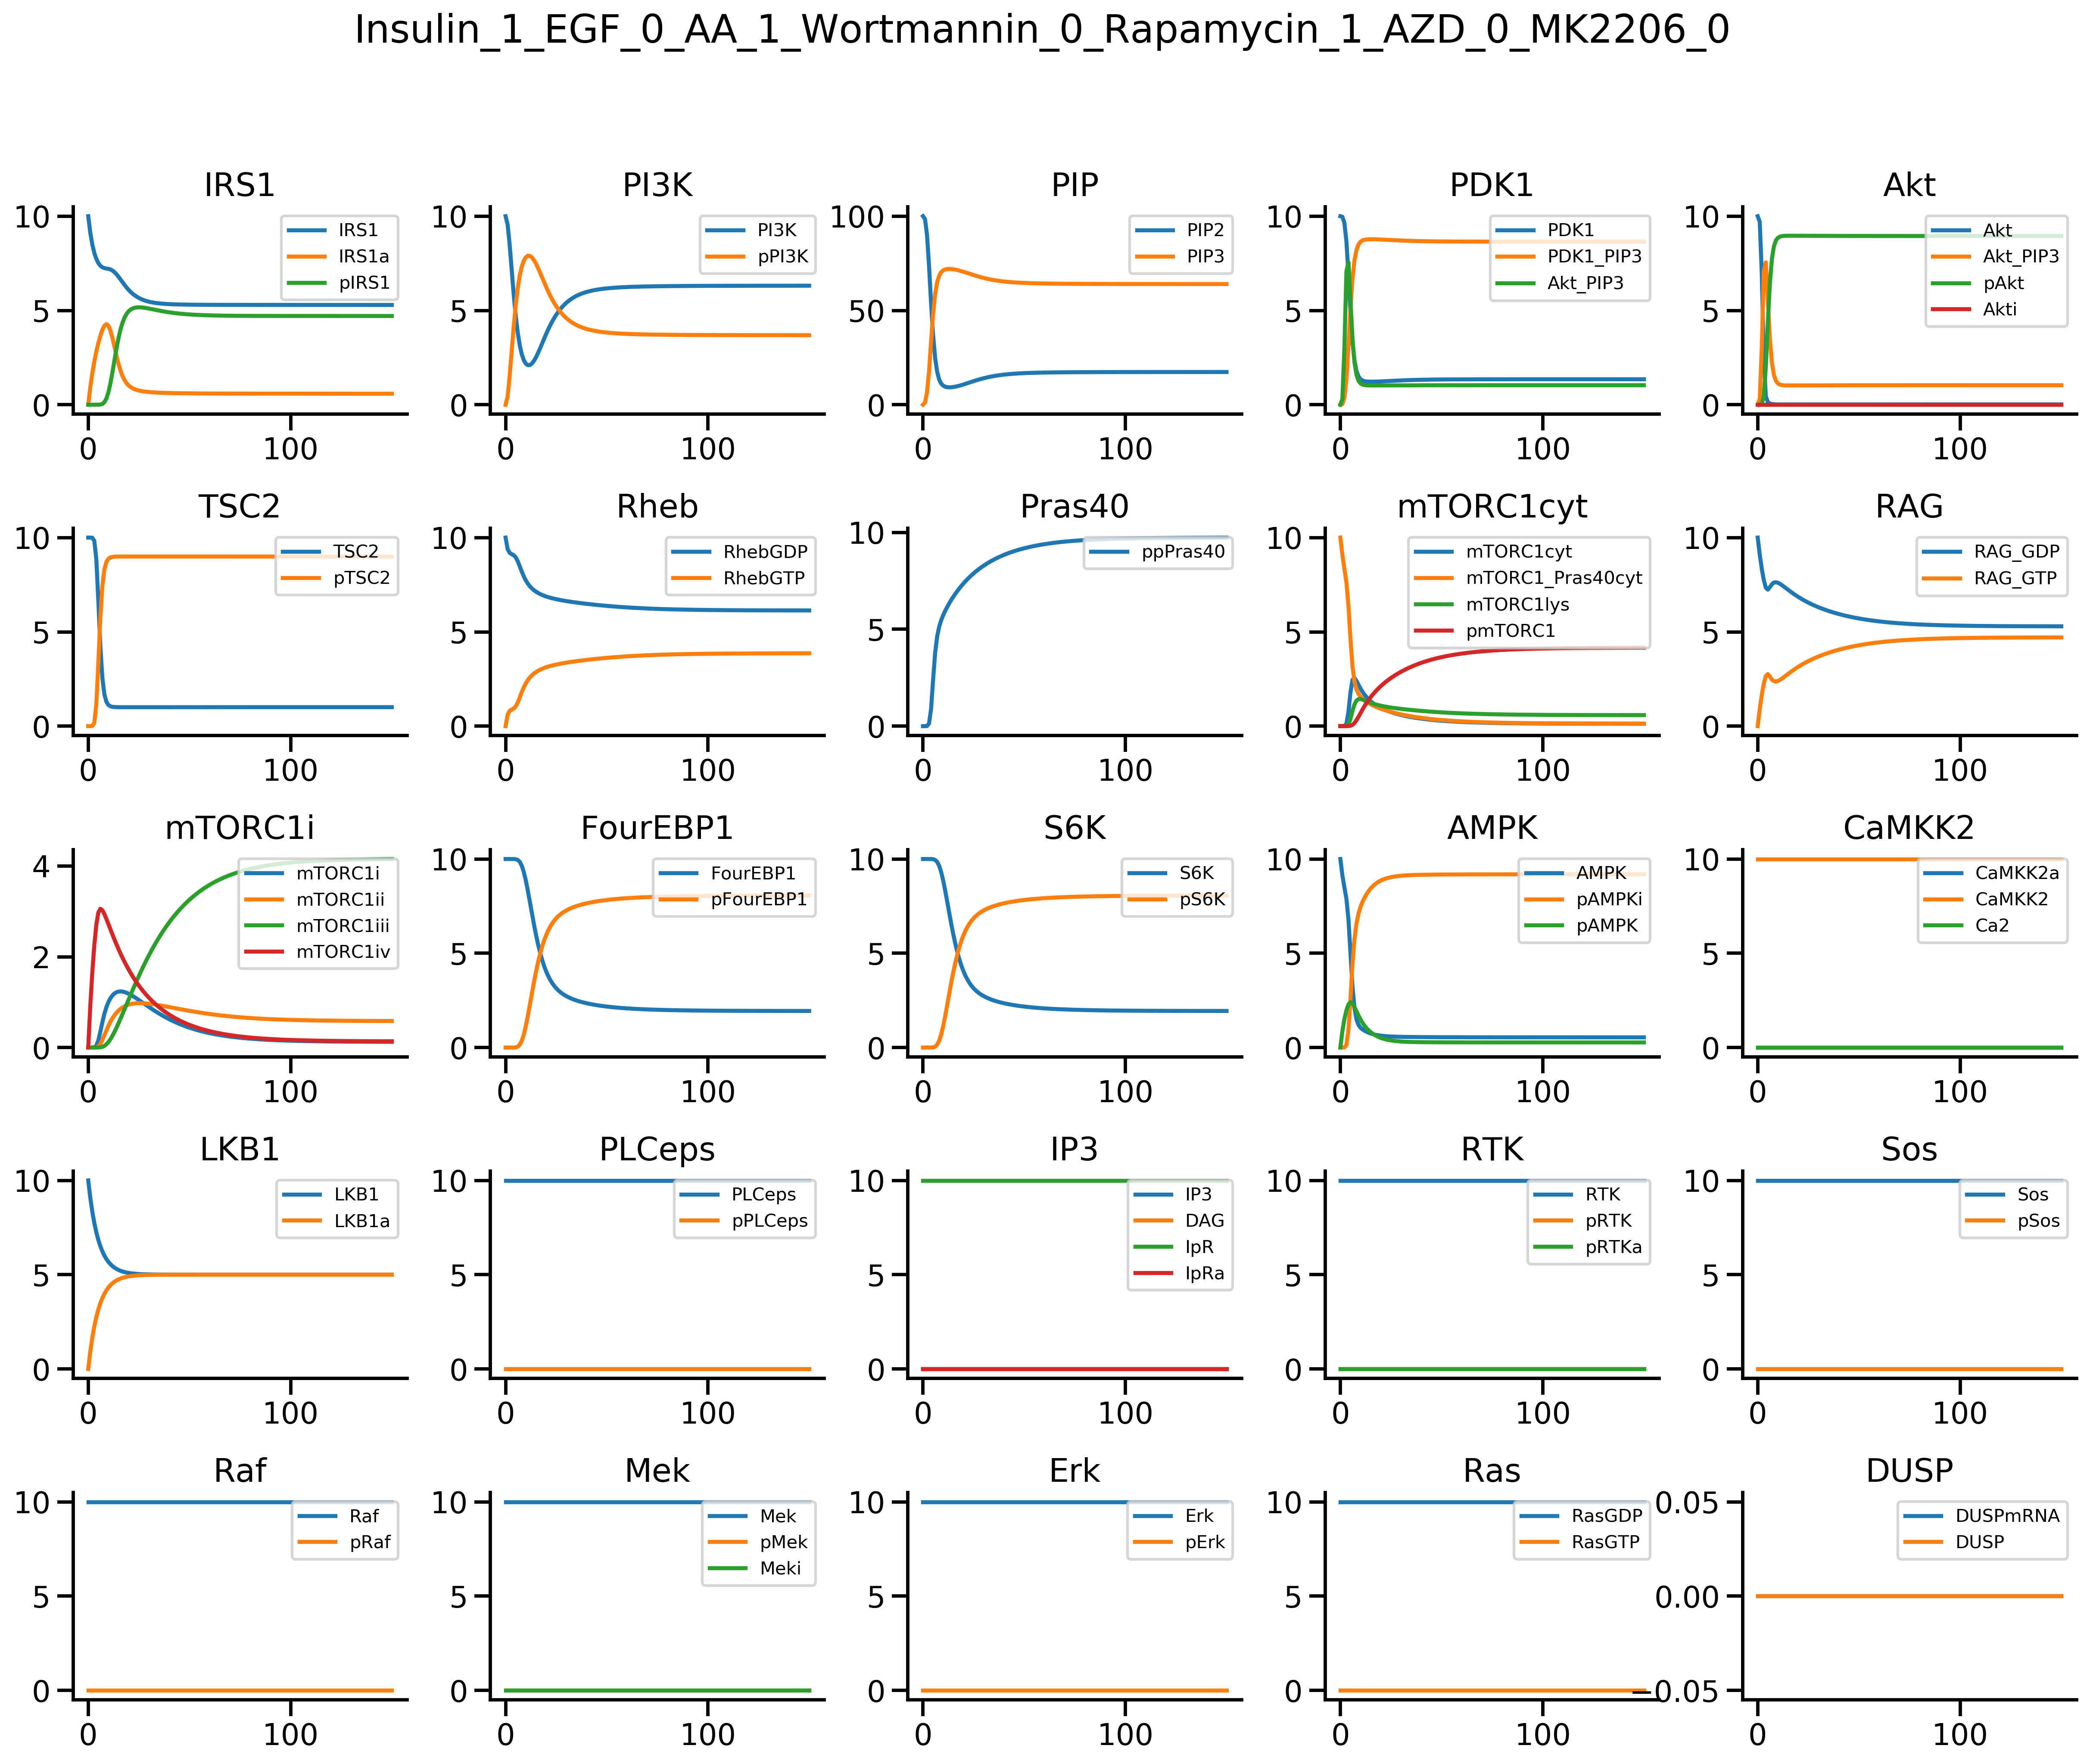 Insulin_1_EGF_0_AA_1_Wortmannin_0_Rapamycin_1_AZD_0_MK2206_0
IRS1
10
5
0
0
100
IRS1
IRS1a
pIRS1
PI3K
10
5
0
0
100
PI3K
pPI3K
PIP
100
50
0
0
100
PIP2
PIP3
PDK1
10
5
0
0
100
PDK1
PDK1_PIP3
Akt_PIP3
Akt
10
5
0
0
100
Akt
Akt_PIP3
pAkt
Akti
TSC2
10
5
0
0
100
TSC2
pTSC2
Rheb
10
5
0
0
100
RhebGDP
RhebGTP
Pras40
10
5
0
0
100
ppPras40
mTORC1cyt
10
5
0
0
100
mTORC1cyt
mTORC1_Pras40cyt
mTORC1lys
pmTORC1
RAG
10
5
0
0
100
RAG_GDP
RAG_GTP
mTORC1i
4
2
0
0
100
mTORC1i
mTORC1ii
mTORC1iii
mTORC1iv
FourEBP1
10
5
0
0
100
FourEBP1
pFourEBP1
S6K
10
5
0
0
100
S6K
pS6K
AMPK
10
5
0
0
100
AMPK
pAMPKi
pAMPK
CaMKK2
10
5
0
0
100
CaMKK2a
CaMKK2
Ca2
LKB1
10
5
0
0
100
LKB1
LKB1a
PLCeps
10
5
0
0
100
PLCeps
pPLCeps
IP3
10
5
0
0
100
IP3
DAG
IpR
IpRa
RTK
10
5
0
0
100
RTK
pRTK
pRTKa
Sos
10
5
0
0
100
Sos
pSos
Raf
10
5
0
0
100
Raf
pRaf
Mek
10
5
0
0
100
Mek
pMek
Meki
Erk
10
5
0
0
100
Erk
pErk
Ras
10
5
0
0
100
RasGDP
RasGTP
DUSP
0.05
0.00
−0.05
0
100
DUSPmRNA
DUSP